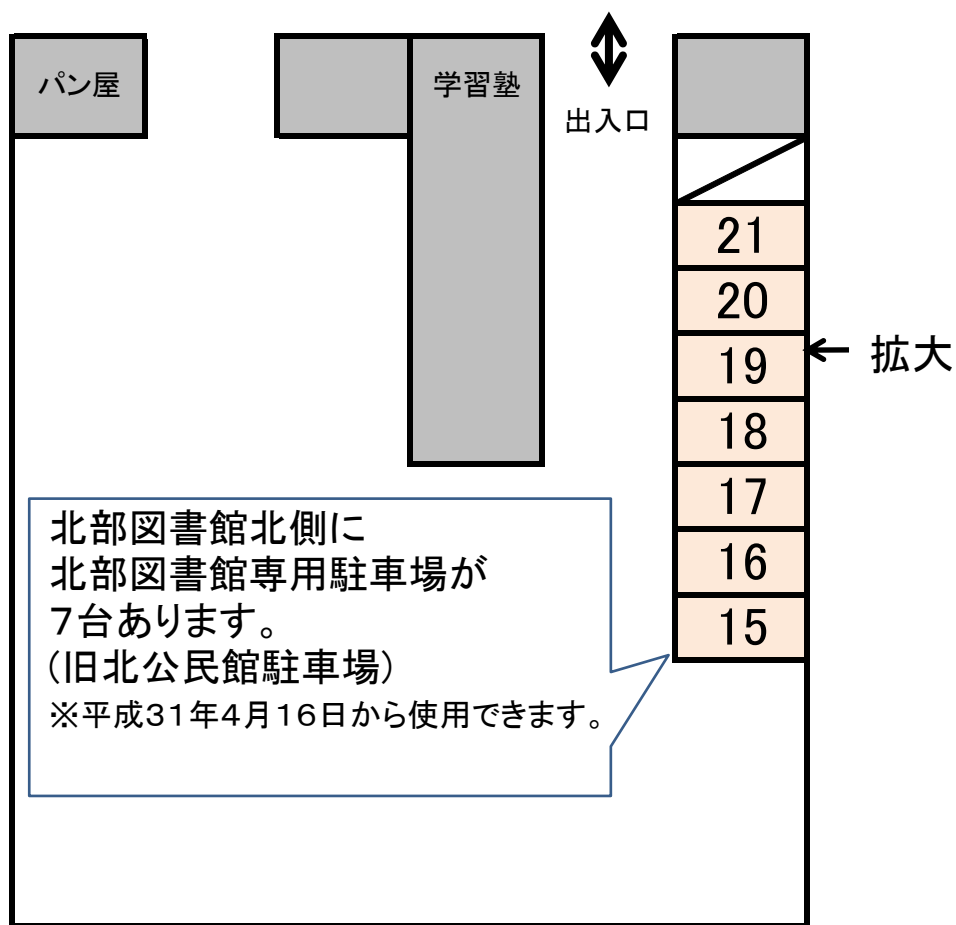 パン屋
学習塾
出入口
21
20
19
拡大
18
17
16
15
北部図書館北側に
北部図書館専用駐車場が
7台あります。
(旧北公民館駐車場)
※平成31年4月16日から使用できます。